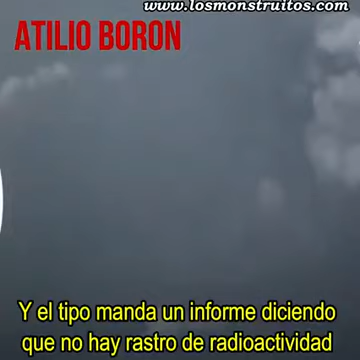 www.losmonstruitos.com
ATILIO BORON
Y el tipo manda un informe diciendo
que no hay rastro de radioactividad